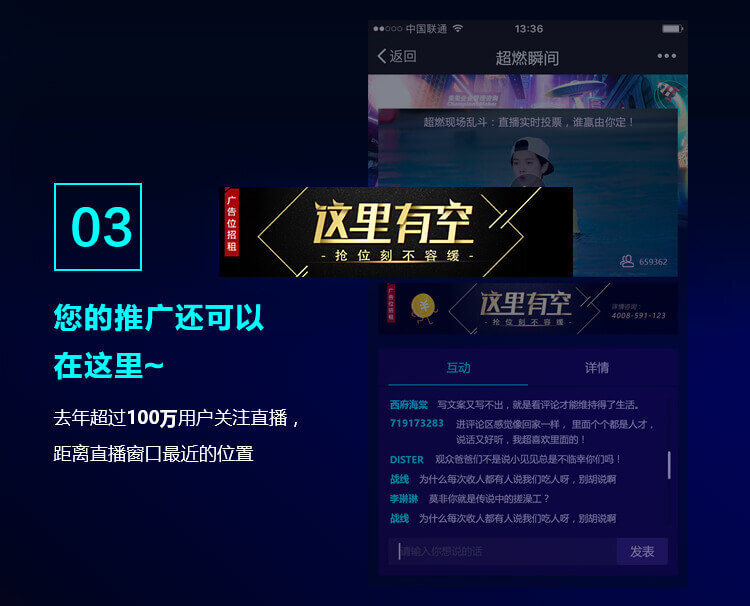 中国联通
13:36
返回
超燃瞬间
超燃现场乱斗：直播实时投票，谁赢由你定！
03
广告位招租
这里有空
- 抢位刻不容缓 -
659362
广告位招租
这里有空
- 抢位刻不容缓 -
详情咨询：
4008-591-123
您的推广还可以
在这里~
去年超过100万用户关注直播，
距离直播窗口最近的位置
互动
详情
西府海棠 写文案又写不出，就是看评论才能维持得了生活。
719173283 进评论区感觉像回家一样， 里面个个都是人才，
说话又好听，我超喜欢里面的！
DISTER 观众爸爸们不是说小见见总是不临幸你们吗！
战线 为什么每次收人都有人说我们吃人呀，别胡说啊
李琳琳 莫非你就是传说中的搓澡工？
战线 为什么每次收人都有人说我们吃人呀，别胡说啊
请输入你想说的话
发表